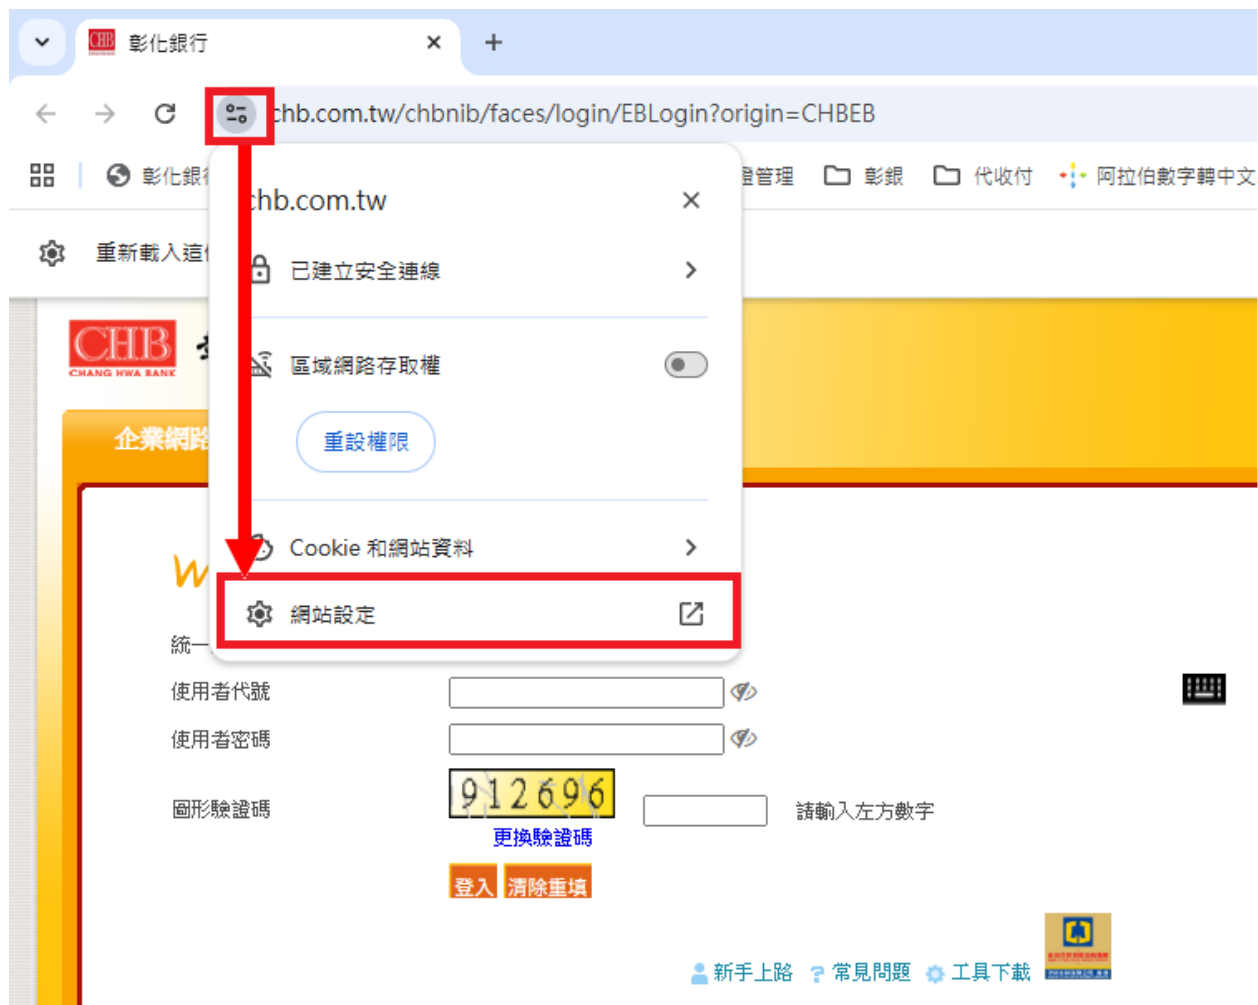 CHB 彰化銀行
chb.com.tw/chbnib/faces/login/EBLogin?origin=CHBEB
彰化銀 管理 彰銀 代收付 阿拉伯數字轉中文
重新載入這
chb.com.tw
已建立安全連線
區域網路存取權
重設權限
Cookie 和網站資料
網站設定
CHB
CHANG HWA BANK
企業網路
W
統一
使用者代號
使用者密碼
圖形驗證碼 912696 請輸入左方數字
更換驗證碼
登入 清除重填
新手上路 ? 常見問題 工具下載